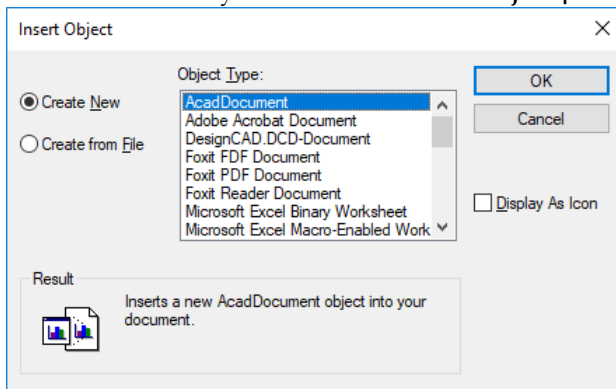 Insert Object
Object Type:
Create New
Create from File
AcadDocument
Adobe Acrobat Document
DesignCAD.DCD-Document
Foxit FDF Document
Foxit PDF Document
Foxit Reader Document
Microsoft Excel Binary Worksheet
Microsoft Excel Macro-Enabled Work
OK
Cancel
Display As Icon
Result
Inserts a new AcadDocument object into your
document.